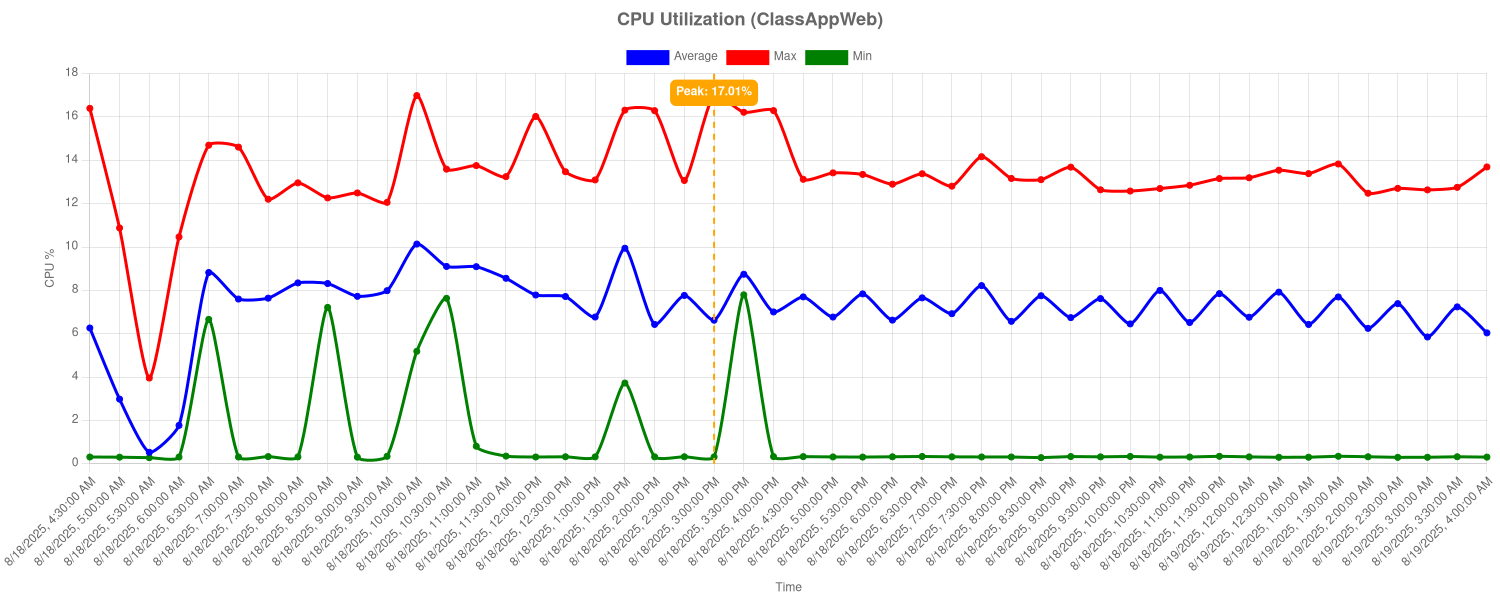 CPU Utilization (ClassAppWeb)
Average
Max
Min
18
16
14
12
10
8
6
4
2
0
CPU %
Peak: 17.01%
8/18/2025, 4:30:00 AM
8/18/2025, 5:00:00 AM
8/18/2025, 5:30:00 AM
8/18/2025, 6:00:00 AM
8/18/2025, 6:30:00 AM
8/18/2025, 7:00:00 AM
8/18/2025, 7:30:00 AM
8/18/2025, 8:00:00 AM
8/18/2025, 8:30:00 AM
8/18/2025, 9:00:00 AM
8/18/2025, 9:30:00 AM
8/18/2025, 10:00:00 AM
8/18/2025, 10:30:00 AM
8/18/2025, 11:00:00 AM
8/18/2025, 11:30:00 AM
8/18/2025, 12:00:00 PM
8/18/2025, 12:30:00 PM
8/18/2025, 1:00:00 PM
8/18/2025, 1:30:00 PM
8/18/2025, 2:00:00 PM
8/18/2025, 2:30:00 PM
8/18/2025, 3:00:00 PM
8/18/2025, 3:30:00 PM
8/18/2025, 4:00:00 PM
8/18/2025, 4:30:00 PM
8/18/2025, 5:00:00 PM
8/18/2025, 5:30:00 PM
8/18/2025, 6:00:00 PM
8/18/2025, 6:30:00 PM
8/18/2025, 7:00:00 PM
8/18/2025, 7:30:00 PM
8/18/2025, 8:00:00 PM
8/18/2025, 8:30:00 PM
8/18/2025, 9:00:00 PM
8/18/2025, 9:30:00 PM
8/18/2025, 10:00:00 PM
8/18/2025, 10:30:00 PM
8/18/2025, 11:00:00 PM
8/18/2025, 11:30:00 PM
8/19/2025, 12:00:00 AM
8/19/2025, 12:30:00 AM
8/19/2025, 1:00:00 AM
8/19/2025, 1:30:00 AM
8/19/2025, 2:00:00 AM
8/19/2025, 2:30:00 AM
8/19/2025, 3:00:00 AM
8/19/2025, 3:30:00 AM
8/19/2025, 4:00:00 AM
Time